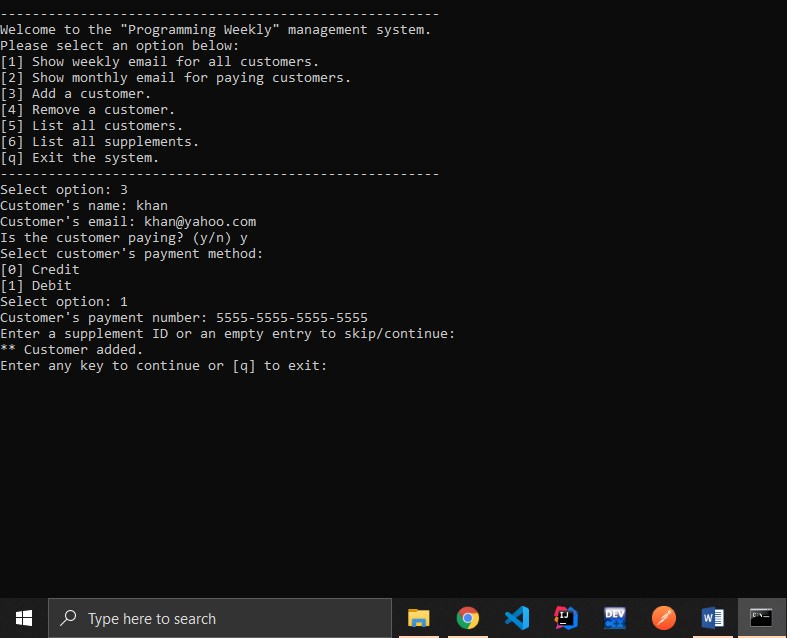 -------------------------------------------------------
Welcome to the "Programming Weekly" management system.
Please select an option below:
[1] Show weekly email for all customers.
[2] Show monthly email for paying customers.
[3] Add a customer.
[4] Remove a customer.
[5] List all customers.
[6] List all supplements.
[q] Exit the system.
-------------------------------------------------------
Select option: 3
Customer's name: khan
Customer's email: khan@yahoo.com
Is the customer paying? (y/n) y
Select customer's payment method:
[0] Credit
[1] Debit
Select option: 1
Customer's payment number: 5555-5555-5555-5555
Enter a supplement ID or an empty entry to skip/continue:
** Customer added.
Enter any key to continue or [q] to exit:
Type here to search
IJ
DEV
W
C:\